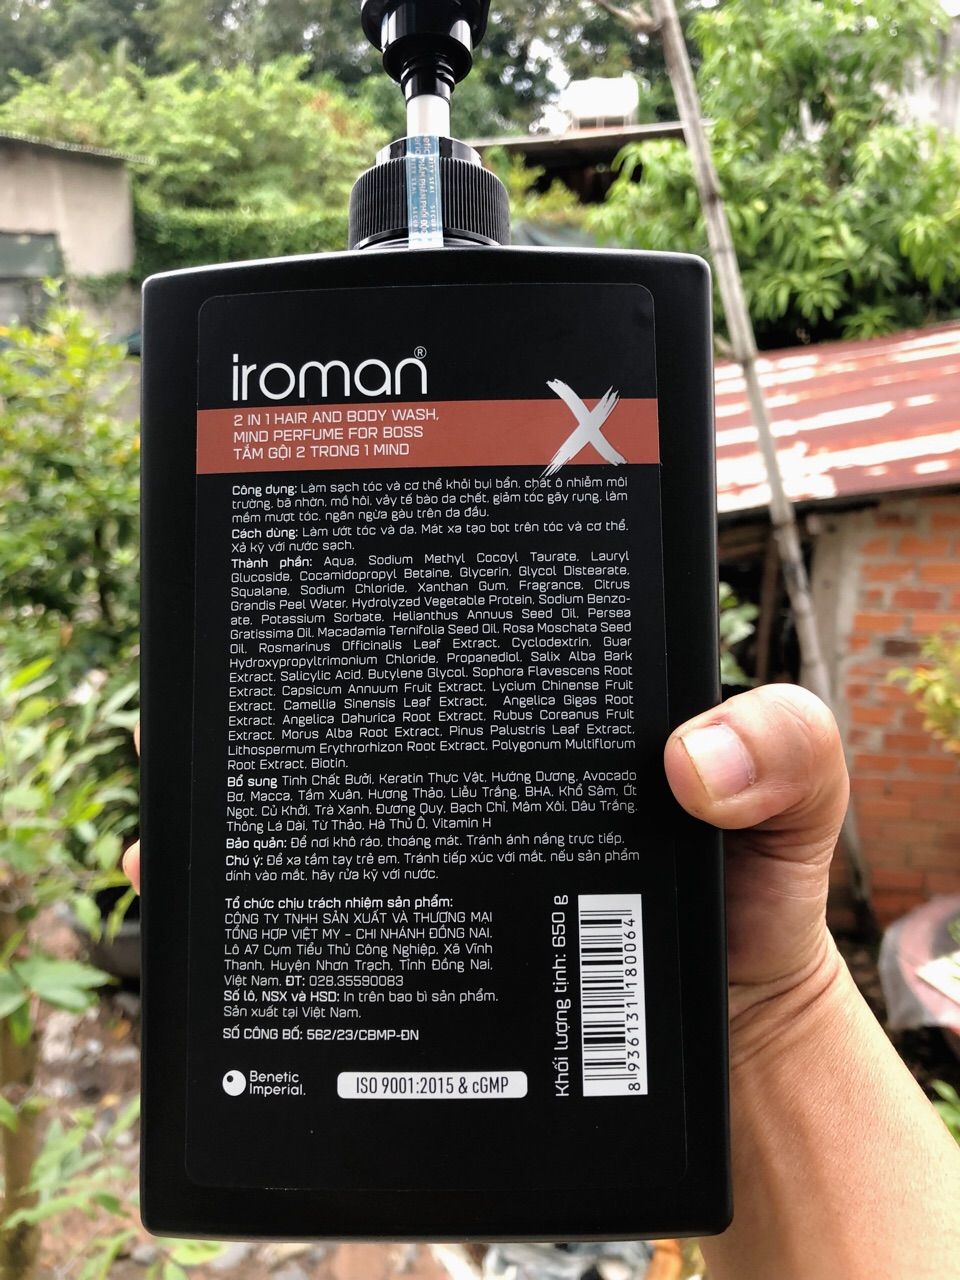 iroman®
X
2 IN 1 HAIR AND BODY WASH,
MIND PERFUME FOR BOSS
TẮM GỘI 2 TRONG 1 MIND
Công dụng: Làm sạch tóc và cơ thể khỏi bụi bẩn, chất ô nhiễm môi
trường, bã nhờn, mồ hôi, vảy tế bào da chết, giảm tóc gãy rụng, làm
mềm mượt tóc, ngăn ngừa gàu trên da đầu.
Cách dùng: Làm ướt tóc và da. Mát xa tạo bọt trên tóc và cơ thể.
Xả kỹ với nước sạch.
Thành phần: Aqua, Sodium Methyl Cocoyl Taurate, Lauryl
Glucoside, Cocamidopropyl Betaine, Glycerin, Glycol Distearate,
Squalane, Sodium Chloride, Xanthan Gum, Fragrance, Citrus
Grandis Peel Water, Hydrolyzed Vegetable Protein, Sodium Benzo-
ate, Potassium Sorbate, Helianthus Annuus Seed Oil, Persea
Gratissima Oil, Macadamia Ternifolia Seed Oil, Rosa Moschata Seed
Oil, Rosmarinus Officinalis Leaf Extract, Cyclodextrin, Guar
Hydroxypropyltrimonium Chloride, Propanediol, Salix Alba Bark
Extract, Salicylic Acid, Butylene Glycol, Sophora Flavescens Root
Extract, Capsicum Annuum Fruit Extract, Lycium Chinense Fruit
Extract, Camellia Sinensis Leaf Extract, Angelica Gigas Root
Extract, Angelica Dahurica Root Extract, Rubus Coreanus Fruit
Extract, Morus Alba Root Extract, Pinus Palustris Leaf Extract,
Lithospermum Erythrorhizon Root Extract, Polygonum Multiflorum
Root Extract, Biotin.
Bổ sung Tinh Chất Bưởi, Keratin Thực Vật, Hướng Dương, Avocado
Bơ, Macca, Tầm Xuân, Hương Thảo, Liễu Trắng, BHA, Khổ Sâm, Ớt
Ngọt, Củ Khởi, Trà Xanh, Đương Quy, Bạch Chỉ, Mâm Xôi, Dâu Trắng,
Thông Lá Dài, Tử Thảo, Hà Thủ Ô, Vitamin H
Bảo quản: Để nơi khô ráo, thoáng mát. Tránh ánh nắng trực tiếp.
Chú ý: Để xa tầm tay trẻ em. Tránh tiếp xúc với mắt, nếu sản phẩm
dính vào mắt, hãy rửa kỹ với nước.
Tổ chức chịu trách nhiệm sản phẩm:
CÔNG TY TNHH SẢN XUẤT VÀ THƯƠNG MẠI
TỔNG HỢP VIỆT MY – CHI NHÁNH ĐỒNG NAI.
Lô A7 Cụm Tiểu Thủ Công Nghiệp, Xã Vĩnh
Thanh, Huyện Nhơn Trạch, Tỉnh Đồng Nai,
Việt Nam. ĐT: 028.35590083
Số lô, NSX và HSD: In trên bao bì sản phẩm.
Sản xuất tại Việt Nam.
SỐ CÔNG BỐ: 562/23/CBMP-ĐN
Benetic
Imperial.
ISO 9001:2015 & cGMP
Khối lượng tịnh: 650 g
8 936131 180064